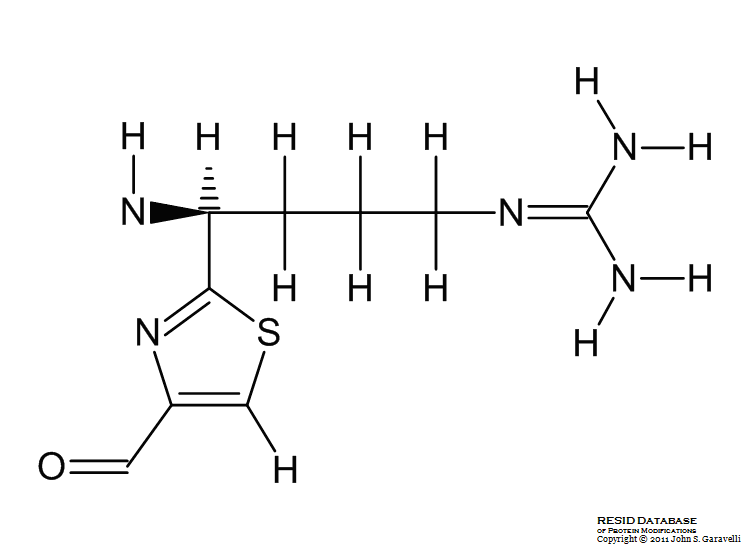 H
H H
H H H H H
N N N
H H H N H
N S H
O H
RESID DATABASE
OF PROTEIN MODIFICATIONS
Copyright © 2011 John S. Garavelli